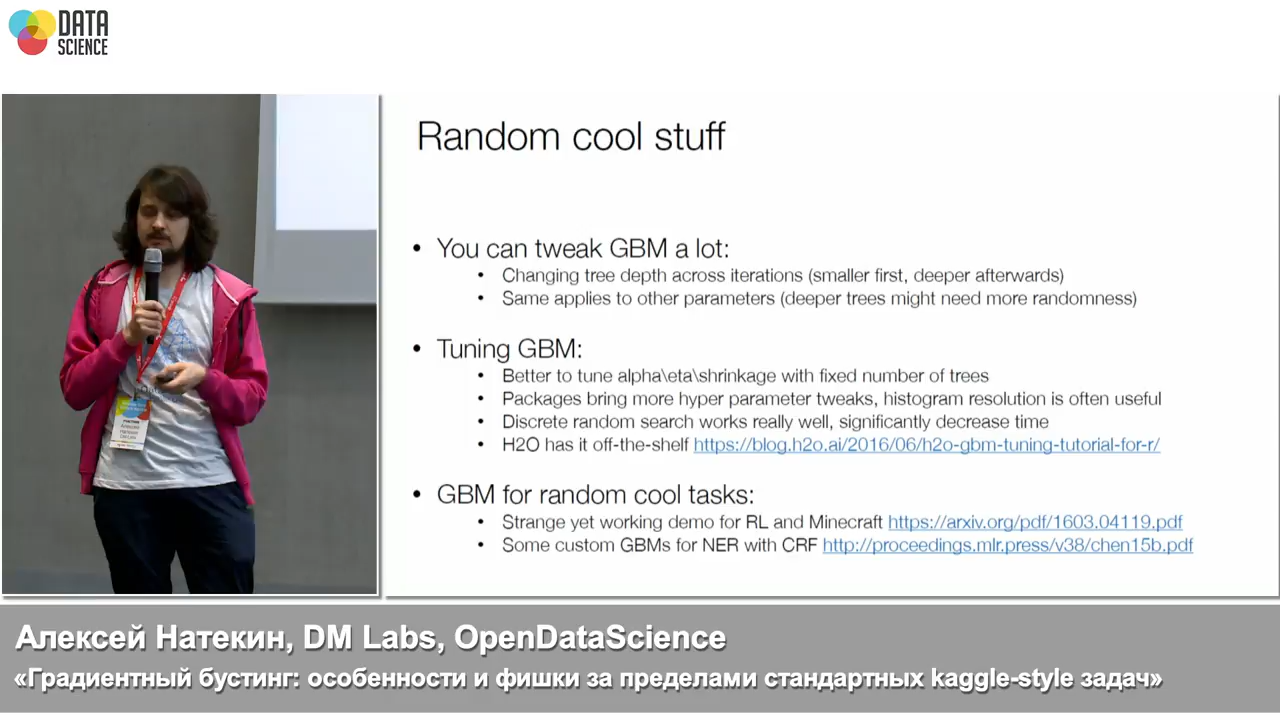 DATA
SCIENCE
Random cool stuff
• You can tweak GBM a lot:
• Changing tree depth across iterations (smaller first, deeper afterwards)
• Same applies to other parameters (deeper trees might need more randomness)
• Tuning GBM:
• Better to tune alpha\eta\shrinkage with fixed number of trees
• Packages bring more hyper parameter tweaks, histogram resolution is often useful
• Discrete random search works really well, significantly decrease time
• H2O has it off-the-shelf https://blog.h2o.ai/2016/06/h2o-gbm-tuning-tutorial-for-r/
• GBM for random cool tasks:
• Strange yet working demo for RL and Minecraft https://arxiv.org/pdf/1603.04119.pdf
• Some custom GBMs for NER with CRF http://proceedings.mlr.press/v38/chen15b.pdf
Алексей Натекин, DM Labs, OpenDataScience
«Градиентный бустинг: особенности и фишки за пределами стандартных kaggle-style задач»